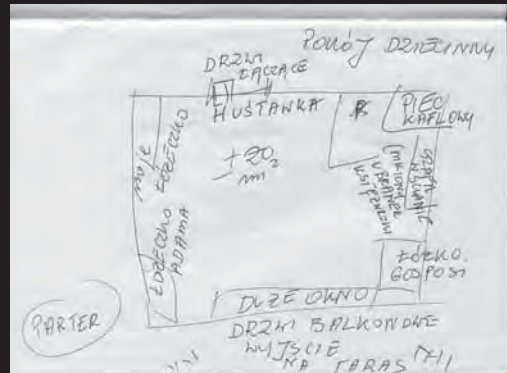 POKÓJ DZIECINNY
DRZWI
ŁĄCZĄCE
HUŚTAWKA
PIEC
KAFLOWY
moje
ŁÓŻECZKO
ŁÓŻECZKO
ADAMA
± 20
m2
SZAFA
UBRANEK
ŁÓŻKO
GOSPOSI
DUŻE OKNO
DRZWI BALKONOWE
WYJŚCIE
NA TARAS
PARTER